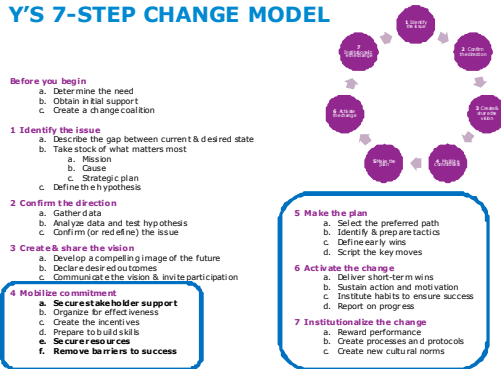 Y'S 7-STEP CHANGE MODEL
Before you begin
a. Determine the need
b. Obtain initial support
c. Create a change coalition
1 Identify the issue
a. Describe the gap between current & desired state
b. Take stock of what matters most
a. Mission
b. Cause
c. Strategic plan
c. Define the hypothesis
2 Confirm the direction
a. Gather data
b. Analyze data and test hypothesis
c. Confirm (or redefine) the issue
3 Create & share the vision
a. Develop a compelling image of the future
b. Declare desired outcomes
c. Communicate the vision & invite participation
4 Mobilize commitment
a. Secure stakeholder support
b. Organize for effectiveness
c. Create the incentives
d. Prepare to build skills
e. Secure resources
f. Remove barriers to success
1 Identify
the issue
2 Confirm
the direction
3 Create &
share the
vision
4 Mobilize
commitment
5 Make the
plan
6 Activate
the change
7
Institutionalize
the change
5 Make the plan
a. Select the preferred path
b. Identify & prepare tactics
c. Define early wins
d. Script the key moves
6 Activate the change
a. Deliver short-term wins
b. Sustain action and motivation
c. Institute habits to ensure success
d. Report on progress
7 Institutionalize the change
a. Reward performance
b. Create processes and protocols
c. Create new cultural norms